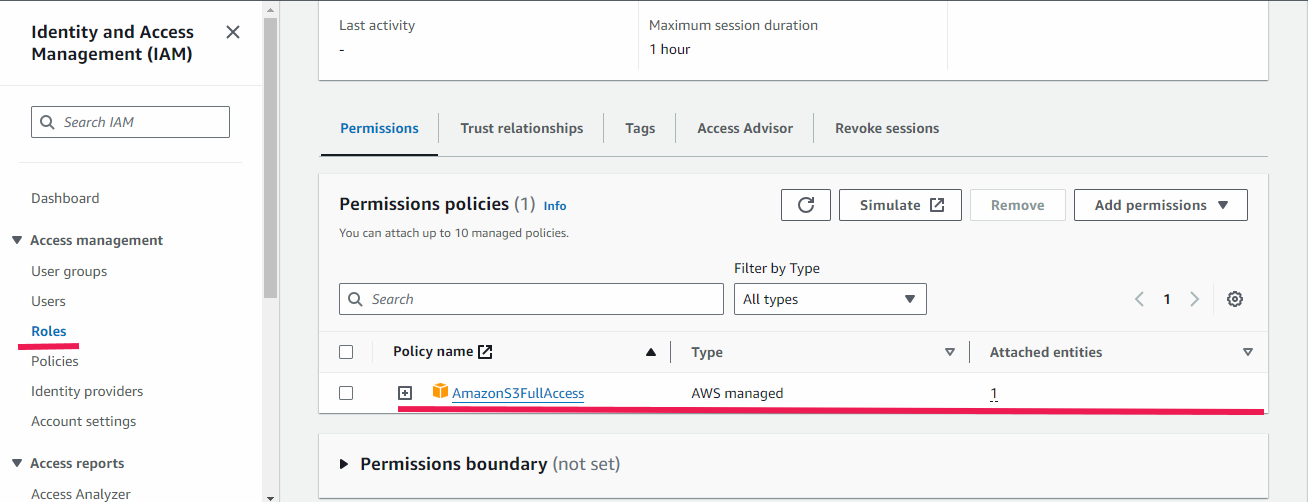 Identity and Access
Management (IAM)
Search IAM
Dashboard
Access management
User groups
Users
Roles
Policies
Identity providers
Account settings
Access reports
Access Analyzer
Last activity
-
Maximum session duration
1 hour
Permissions Trust relationships Tags Access Advisor Revoke sessions
Permissions policies (1) Info
You can attach up to 10 managed policies.
Simulate Remove Add permissions
Filter by Type
Search All types 1
Policy name Type Attached entities
AmazonS3FullAccess AWS managed 1
Permissions boundary (not set)